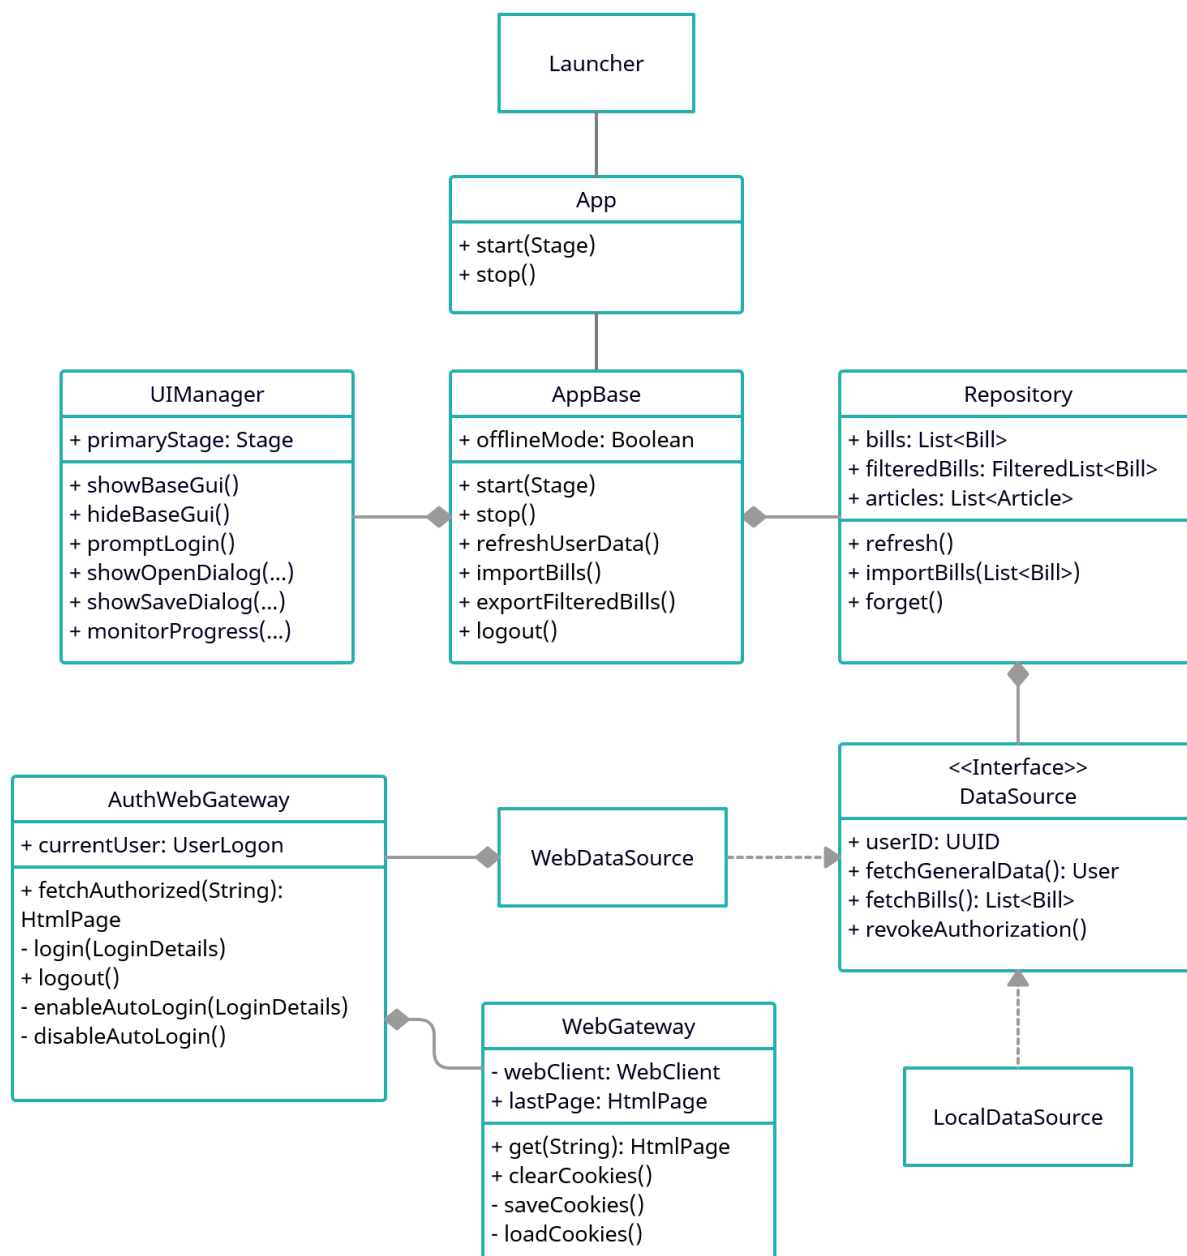 Launcher
App
+ start(Stage)
+ stop()
UIManager
+ primaryStage: Stage
+ showBaseGui()
+ hideBaseGui()
+ promptLogin()
+ showOpenDialog(...)
+ showSaveDialog(...)
+ monitorProgress(...)
AppBase
+ offlineMode: Boolean
+ start(Stage)
+ stop()
+ refreshUserData()
+ importBills()
+ exportFilteredBills()
+ logout()
Repository
+ bills: List<Bill>
+ filteredBills: FilteredList<Bill>
+ articles: List<Article>
+ refresh()
+ importBills(List<Bill>)
+ forget()
AuthWebGateway
+ currentUser: UserLogon
+ fetchAuthorized(String):
HtmlPage
- login(LoginDetails)
+ logout()
- enableAutoLogin(LoginDetails)
- disableAutoLogin()
WebDataSource
<<Interface>>
DataSource
+ userID: UUID
+ fetchGeneralData(): User
+ fetchBills(): List<Bill>
+ revokeAuthorization()
WebGateway
- webClient: WebClient
+ lastPage: HtmlPage
+ get(String): HtmlPage
+ clearCookies()
- saveCookies()
- loadCookies()
LocalDataSource